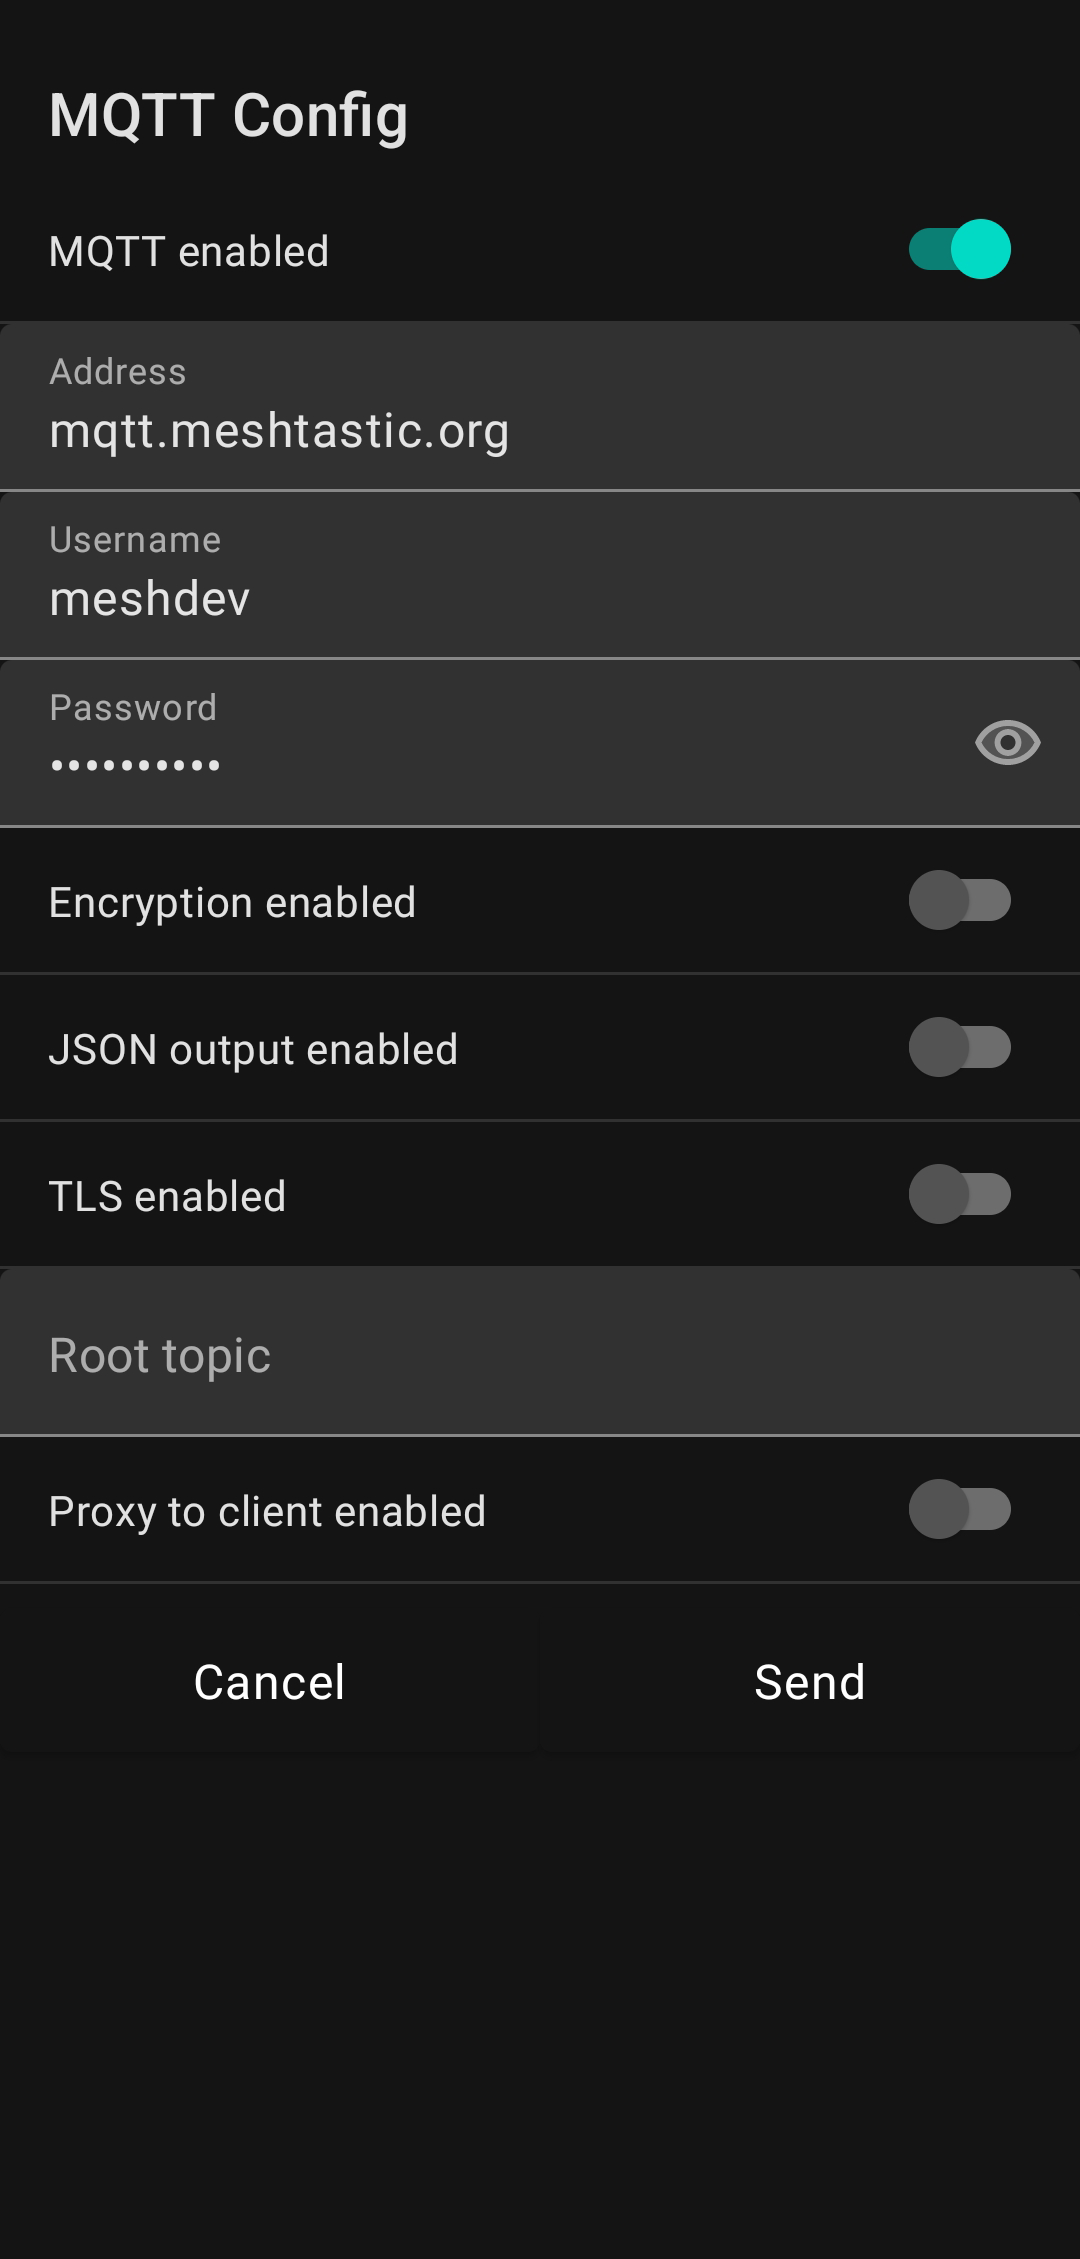 MQTT Config
MQTT enabled
Address
mqtt.meshtastic.org
Username
meshdev
Password
••••••••••
Encryption enabled
JSON output enabled
TLS enabled
Root topic
Proxy to client enabled
Cancel
Send